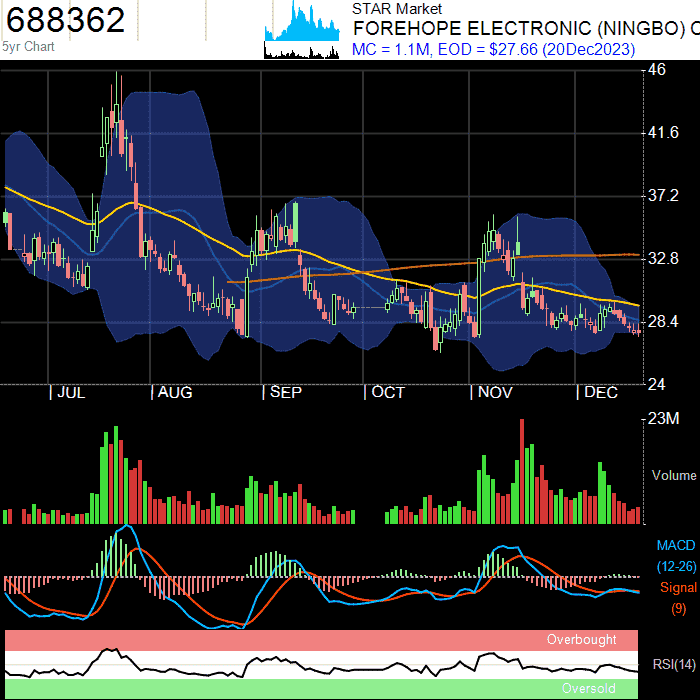 688362
5yr Chart
STAR Market
FOREHOPE ELECTRONIC (NINGBO) C
MC = 1.1M, EOD = $27.66 (20Dec2023)
46
41.6
37.2
32.8
28.4
24
JUL AUG SEP OCT NOV DEC
23M
Volume
MACD
(12-26)
Signal
(9)
Overbought
RSI(14)
Oversold